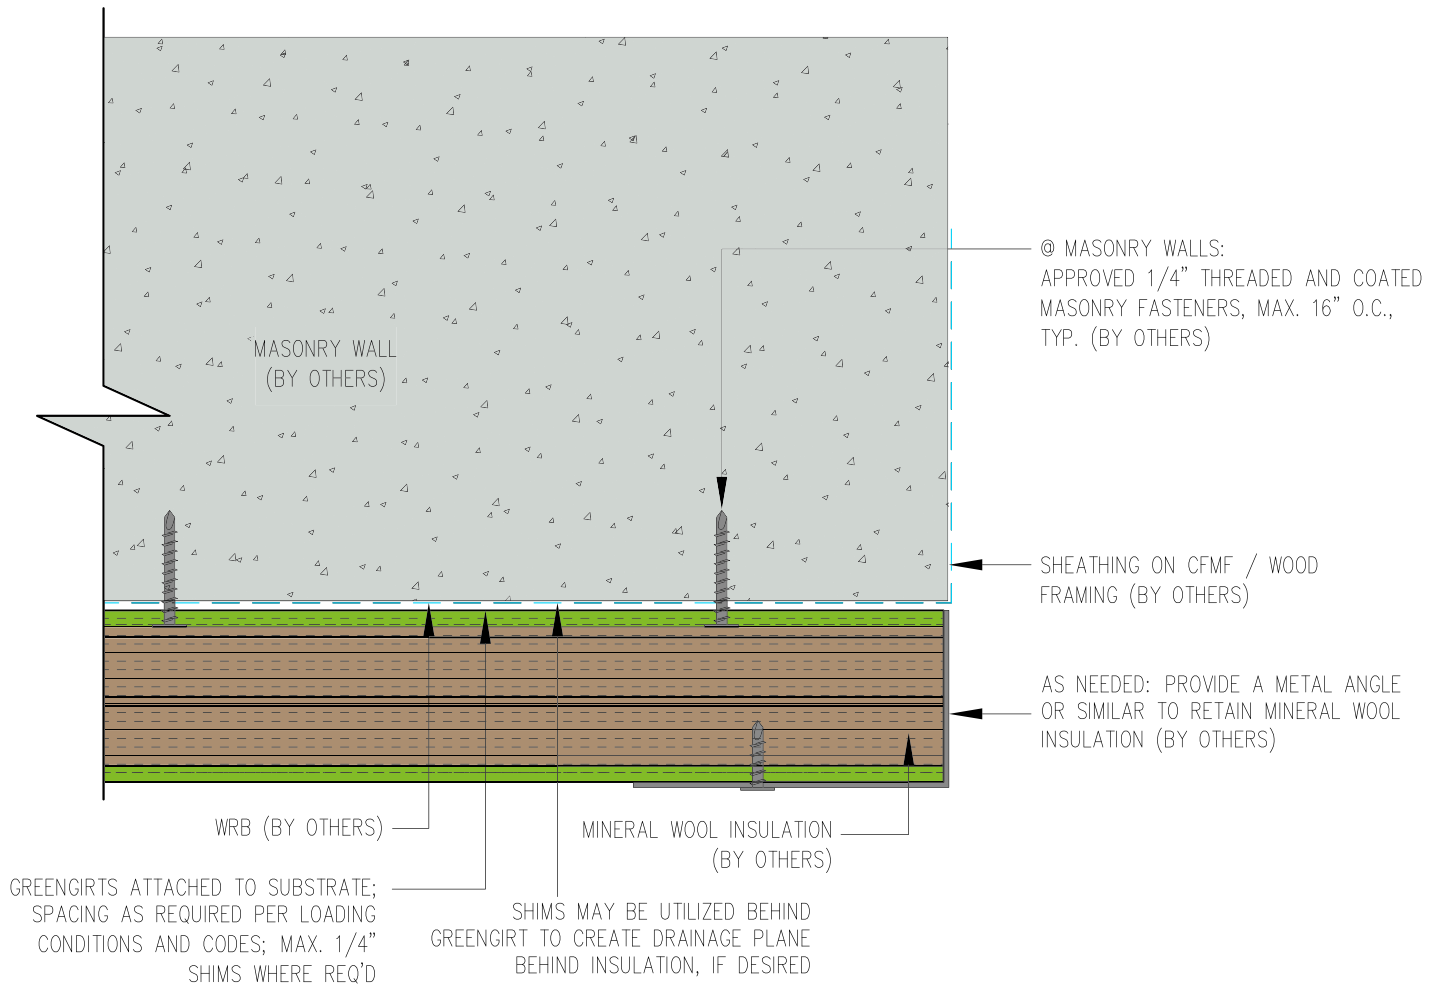 @ MASONRY WALLS:
APPROVED 1/4" THREADED AND COATED
MASONRY FASTENERS, MAX. 16" O.C.,
TYP. (BY OTHERS)
MASONRY WALL
(BY OTHERS)
SHEATHING ON CFMF / WOOD
FRAMING (BY OTHERS)
AS NEEDED: PROVIDE A METAL ANGLE
OR SIMILAR TO RETAIN MINERAL WOOL
INSULATION (BY OTHERS)
WRB (BY OTHERS)
MINERAL WOOL INSULATION
(BY OTHERS)
GREENGIRTS ATTACHED TO SUBSTRATE;
SPACING AS REQUIRED PER LOADING
CONDITIONS AND CODES; MAX. 1/4"
SHIMS WHERE REQ'D
SHIMS MAY BE UTILIZED BEHIND
GREENGIRT TO CREATE DRAINAGE PLANE
BEHIND INSULATION, IF DESIRED